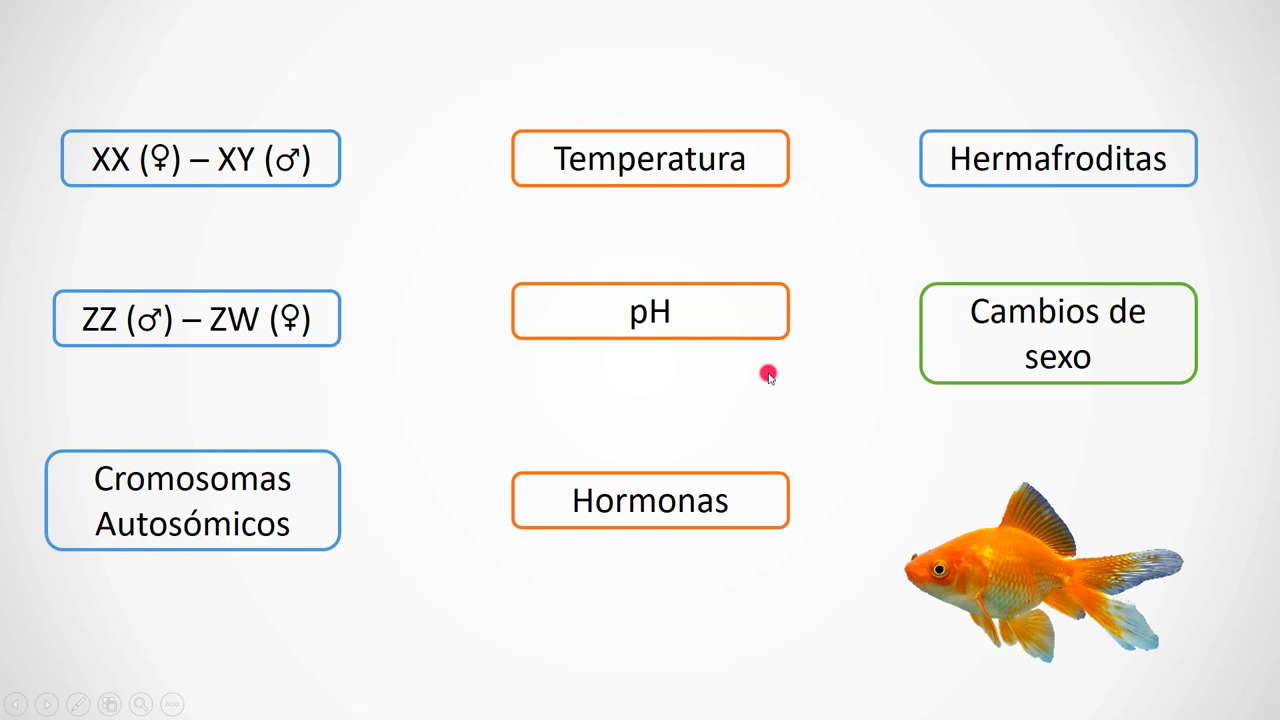 XX (♀) – XY (♂)
ZZ (♂) – ZW (♀)
Cromosomas
Autosómicos
Temperatura
pH
Hormonas
Hermafroditas
Cambios de
sexo